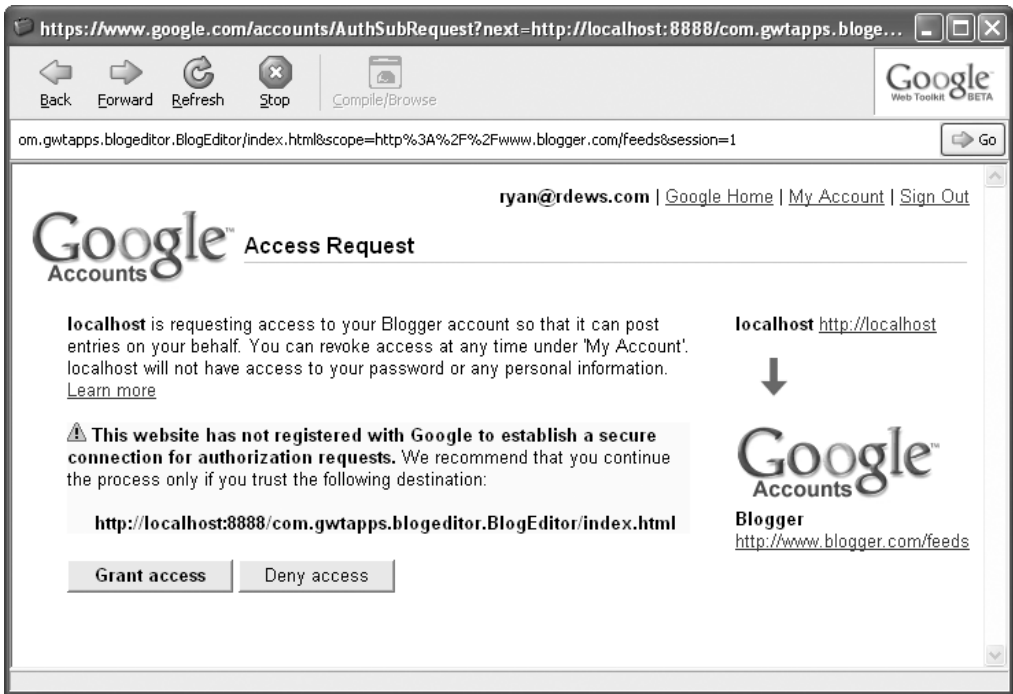 https://www.google.com/accounts/AuthSubRequest?next=http://localhost:8888/com.gwtapps.bloge...
Back Forward Refresh Stop Compile/Browse
Google
Web Toolkit BETA
om.gwtapps.blogeditor.BlogEditor/index.html&scope=http%3A%2F%2Fwww.blogger.com/feeds&session=1 Go
ryan@rdews.com | Google Home | My Account | Sign Out
Google™
Accounts
Access Request
localhost is requesting access to your Blogger account so that it can post
entries on your behalf. You can revoke access at any time under 'My Account'.
localhost will not have access to your password or any personal information.
Learn more
This website has not registered with Google to establish a secure
connection for authorization requests. We recommend that you continue
the process only if you trust the following destination:
http://localhost:8888/com.gwtapps.blogeditor.BlogEditor/index.html
Grant access Deny access
localhost http://localhost
Google™
Accounts
Blogger
http://www.blogger.com/feeds